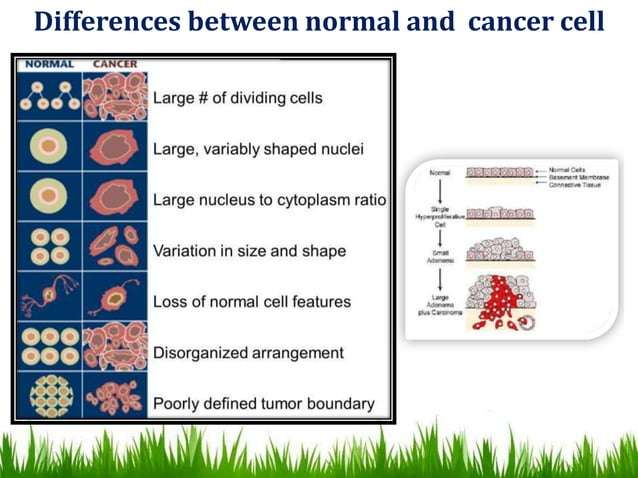 Differences between normal and cancer cell
NORMAL CANCER
Large # of dividing cells
Large, variably shaped nuclei
Large nucleus to cytoplasm ratio
Variation in size and shape
Loss of normal cell features
Disorganized arrangement
Poorly defined tumor boundary
Normal
Normal Cells
Basement Membrane
Connective Tissue
Single
Hyperproliferative
Cell
Small
Adenoma
Large
Adenoma
plus Carcinoma